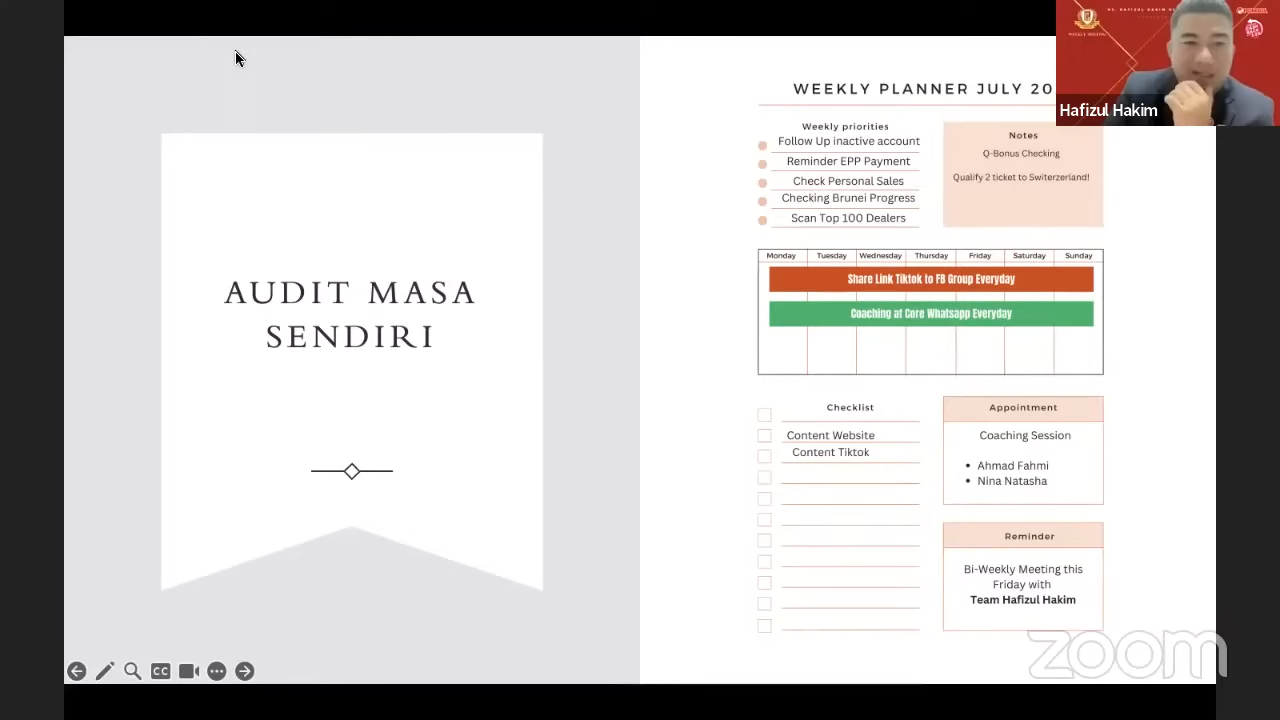 AUDIT MASA
SENDIRI
WEEKLY PLANNER JULY 20
Weekly priorities
Follow Up inactive account
Reminder EPP Payment
Check Personal Sales
Checking Brunei Progress
Scan Top 100 Dealers
Notes
Q-Bonus Checking
Qualify 2 ticket to Switerzerland!
Monday Tuesday Wednesday Thursday Friday Saturday Sunday
Share Link Tiktok to FB Group Everyday
Coaching at Core Whatsapp Everyday
Checklist
Content Website
Content Tiktok
Appointment
Coaching Session
• Ahmad Fahmi
• Nina Natasha
Reminder
Bi-Weekly Meeting this
Friday with
Team Hafizul Hakim
Hafizul Hakim
CC
zoom